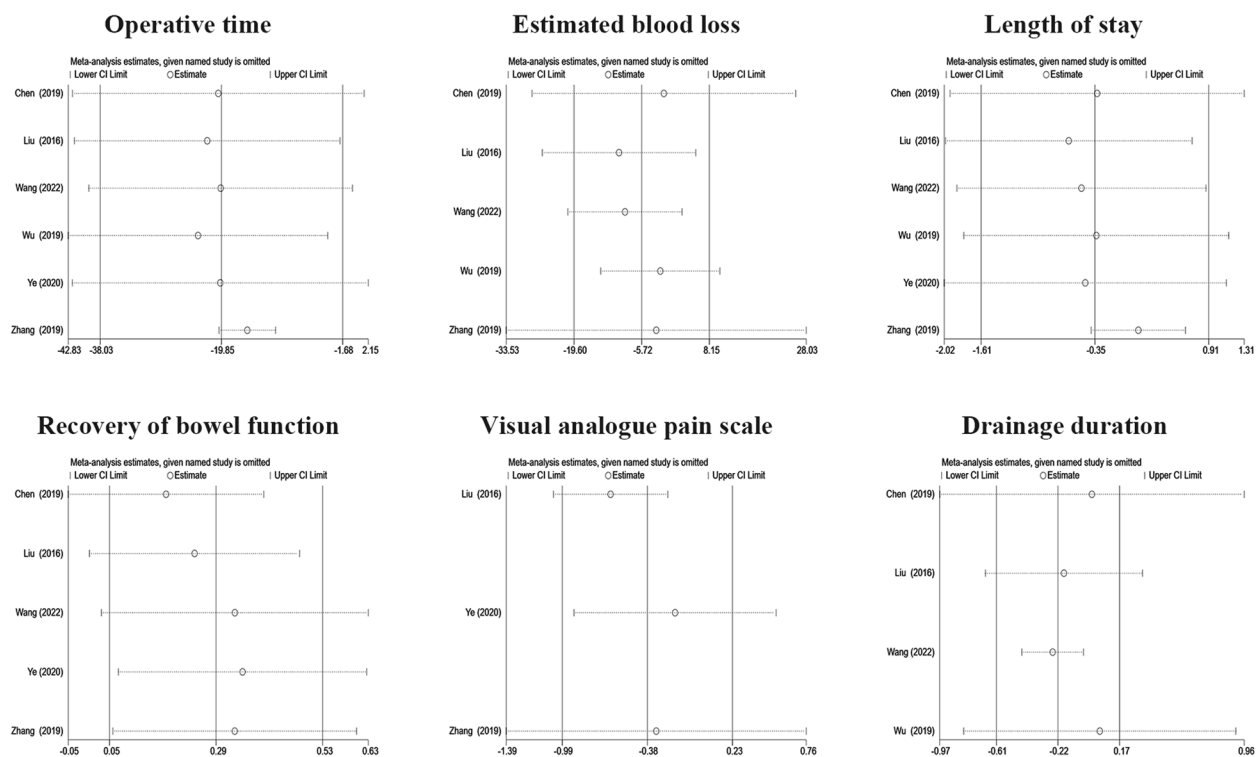 Operative time
Meta-analysis estimates, given named study is omitted
| Lower CI Limit ○ Estimate | Upper CI Limit
Chen (2019)
Liu (2016)
Wang (2022)
Wu (2019)
Ye (2020)
Zhang (2019)
-42.83 -38.03 -19.85 -1.68 2.15
Estimated blood loss
Meta-analysis estimates, given named study is omitted
| Lower CI Limit ○ Estimate | Upper CI Limit
Chen (2019)
Liu (2016)
Wang (2022)
Wu (2019)
Zhang (2019)
-33.53 -19.60 -5.72 8.15 28.03
Length of stay
Meta-analysis estimates, given named study is omitted
| Lower CI Limit ○ Estimate | Upper CI Limit
Chen (2019)
Liu (2016)
Wang (2022)
Wu (2019)
Ye (2020)
Zhang (2019)
-2.02 -1.61 -0.35 0.91 1.31
Recovery of bowel function
Meta-analysis estimates, given named study is omitted
| Lower CI Limit ○ Estimate | Upper CI Limit
Chen (2019)
Liu (2016)
Wang (2022)
Ye (2020)
Zhang (2019)
-0.05 0.05 0.29 0.53 0.63
Visual analogue pain scale
Meta-analysis estimates, given named study is omitted
| Lower CI Limit ○ Estimate | Upper CI Limit
Liu (2016)
Ye (2020)
Zhang (2019)
-1.39 -0.99 -0.38 0.23 0.76
Drainage duration
Meta-analysis estimates, given named study is omitted
| Lower CI Limit ○ Estimate | Upper CI Limit
Chen (2019)
Liu (2016)
Wang (2022)
Wu (2019)
-0.97 -0.61 -0.22 0.17 0.96